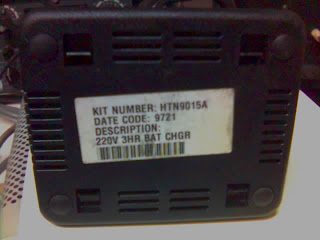 KIT NUMBER: HTN9015A
DATE CODE: 9721
DESCRIPTION:
220V 3HR BAT CHGR